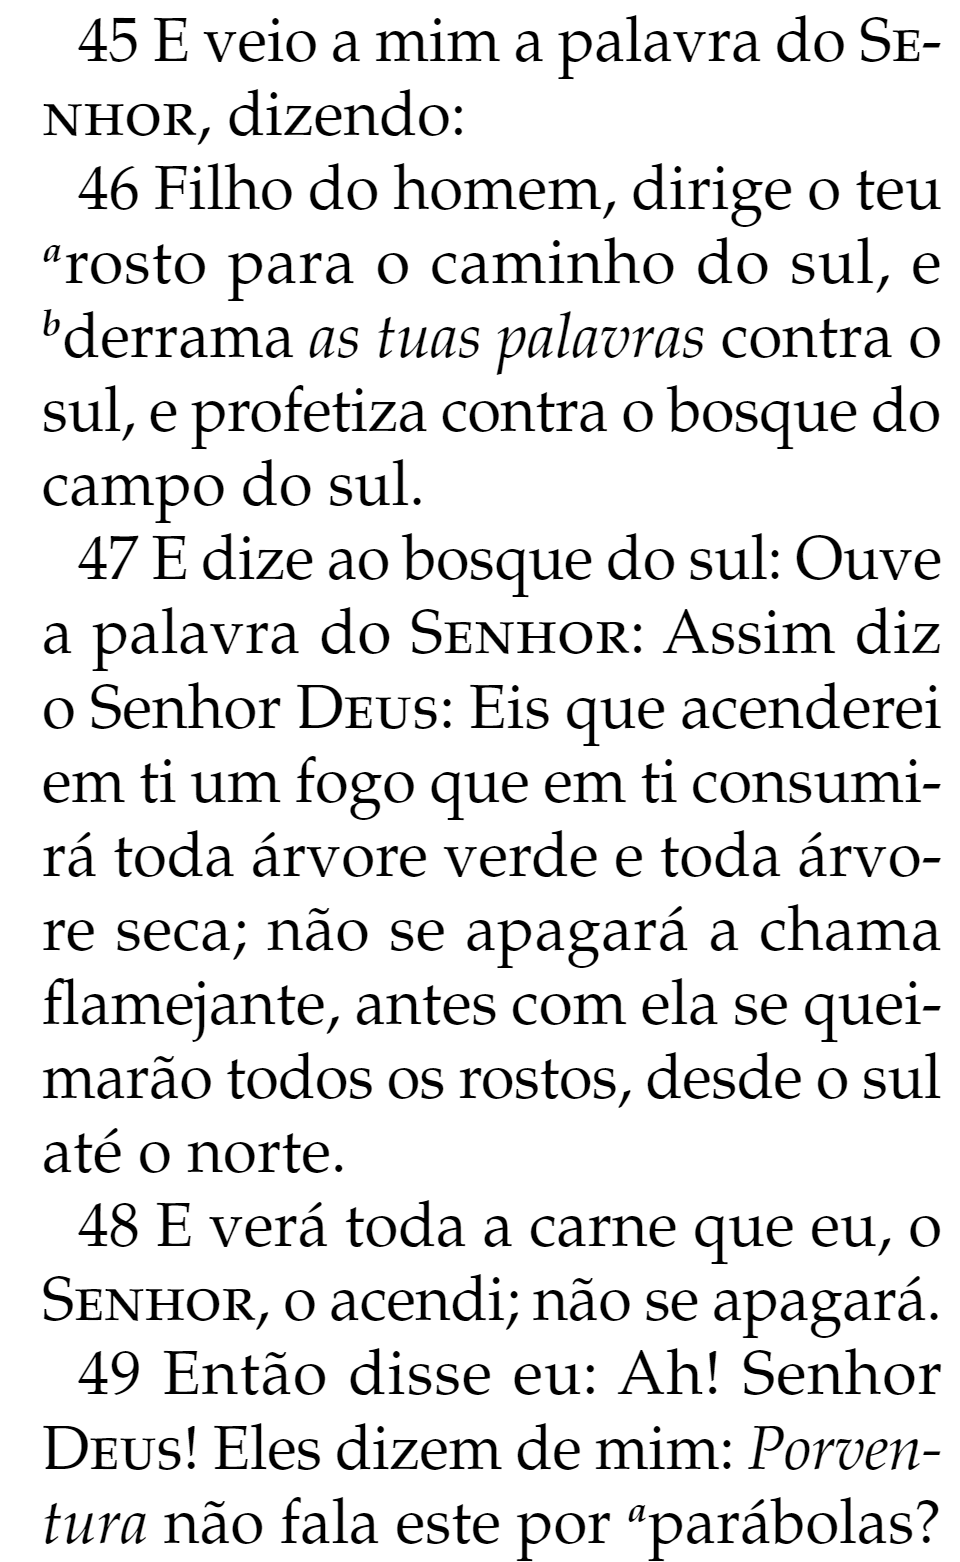 45 E veio a mim a palavra do SE-
NHOR, dizendo:
46 Filho do homem, dirige o teu
ᵃrosto para o caminho do sul, e
ᵇderrama as tuas palavras contra o
sul, e profetiza contra o bosque do
campo do sul.
47 E dize ao bosque do sul: Ouve
a palavra do SENHOR: Assim diz
o Senhor DEUS: Eis que acenderei
em ti um fogo que em ti consumi-
rá toda árvore verde e toda árvo-
re seca; não se apagará a chama
flamejante, antes com ela se quei-
marão todos os rostos, desde o sul
até o norte.
48 E verá toda a carne que eu, o
SENHOR, o acendi; não se apagará.
49 Então disse eu: Ah! Senhor
DEUS! Eles dizem de mim: Porven-
tura não fala este por ᵃparábolas?